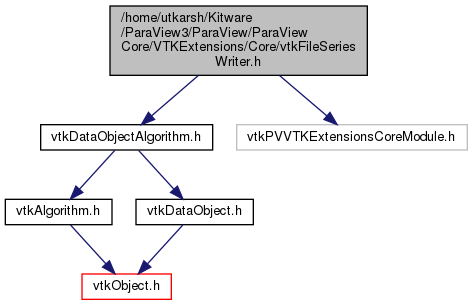 /home/utkarsh/Kitware
/ParaView3/ParaView/ParaView
Core/VTKExtensions/Core/vtkFileSeries
Writer.h
vtkDataObjectAlgorithm.h
vtkPVVTKExtensionsCoreModule.h
vtkAlgorithm.h
vtkDataObject.h
vtkObject.h